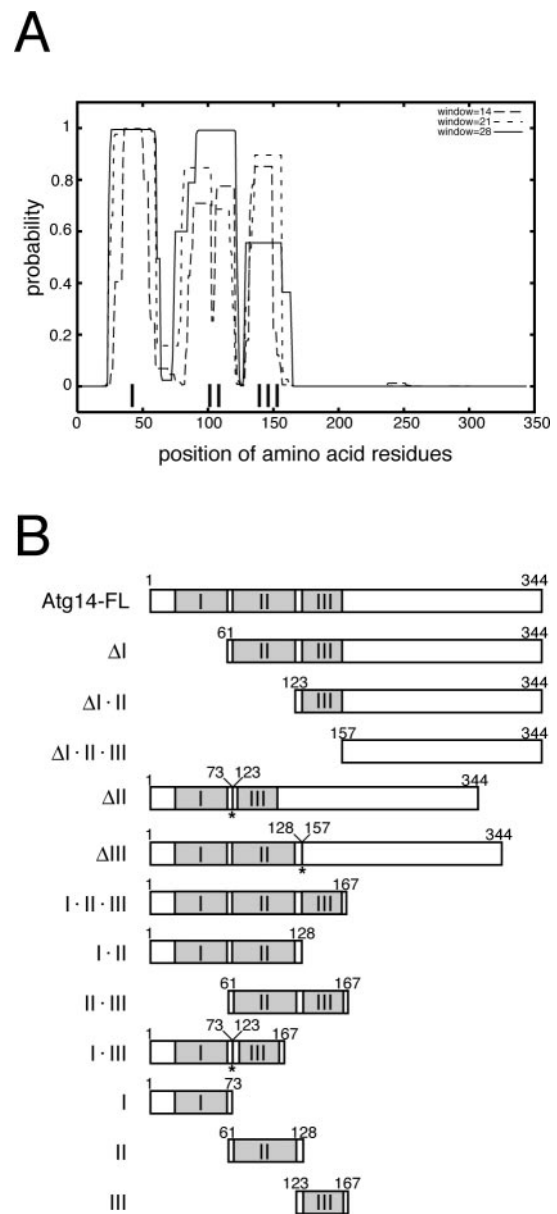 A
window=14
window=21
window=28
1
0.8
0.6
0.4
0.2
0
probability
0 50 100 150 200 250 300 350
position of amino acid residues
B
1 344
Atg14-FL I II III
61 344
ΔI II III
123 344
ΔI · II III
157 344
ΔI · II · III
1 73 123 344
ΔII I III
*
1 128 157 344
ΔIII I II
*
1 167
I · II · III I II III
1 128
I · II I II
61 167
II · III II III
1 73 123 167
I · III I III
*
1 73
I I
61 128
II II
123 167
III III